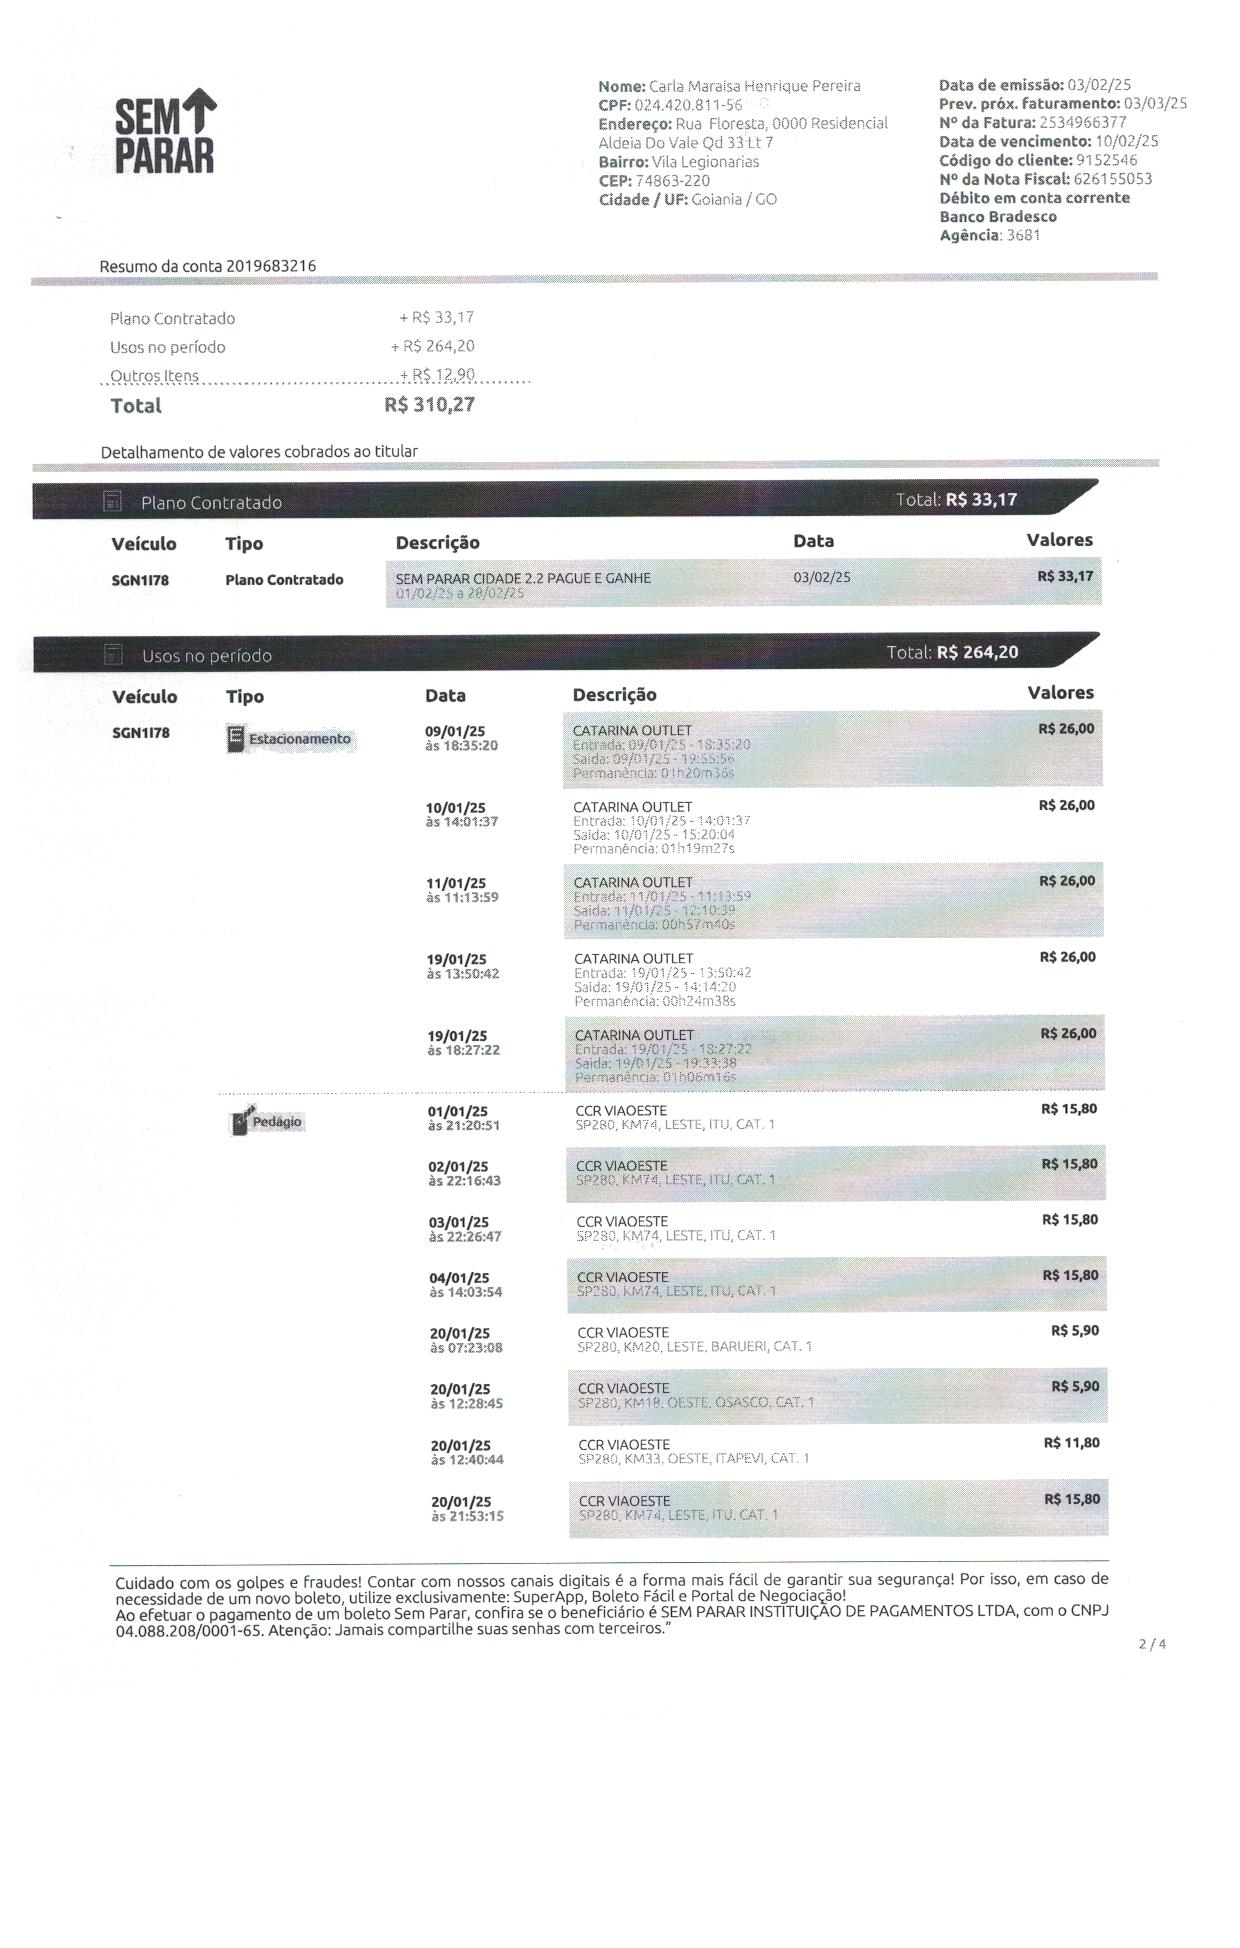 SEM
PARAR
Nome: Carla Maraisa Henrique Pereira
CPF: 024.420.811-56
Endereço: Rua Floresta, 0000 Residencial
Aldeia Do Vale Qd 33 Lt 7
Bairro: Vila Legionarias
CEP: 74863-220
Cidade / UF: Goiania / GO
Data de emissão: 03/02/25
Prev. próx. faturamento: 03/03/25
Nº da Fatura: 2534966377
Data de vencimento: 10/02/25
Código do cliente: 9152546
Nº da Nota Fiscal: 626155053
Débito em conta corrente
Banco Bradesco
Agência: 3681
Resumo da conta 2019683216
Plano Contratado + R$ 33,17
Usos no período + R$ 264,20
Outros Itens + R$ 12,90
Total R$ 310,27
Detalhamento de valores cobrados ao titular
Plano Contratado Total: R$ 33,17
Veículo Tipo Descrição Data Valores
SGN1I78 Plano Contratado SEM PARAR CIDADE 2.2 PAGUE E GANHE 03/02/25 R$ 33,17
01/02/25 a 28/02/25
Usos no período Total: R$ 264,20
Veículo Tipo Data Descrição Valores
SGN1I78 Estacionamento 09/01/25 CATARINA OUTLET R$ 26,00
às 18:35:20 Entrada: 09/01/25 - 18:35:20
Saida: 09/01/25 - 19:55:56
Permanência: 01h20m36s
10/01/25 CATARINA OUTLET R$ 26,00
às 14:01:37 Entrada: 10/01/25 - 14:01:37
Saida: 10/01/25 - 15:20:04
Permanência: 01h19m27s
11/01/25 CATARINA OUTLET R$ 26,00
às 11:13:59 Entrada: 11/01/25 - 11:13:59
Saida: 11/01/25 - 12:10:39
Permanência: 00h57m40s
19/01/25 CATARINA OUTLET R$ 26,00
às 13:50:42 Entrada: 19/01/25 - 13:50:42
Saida: 19/01/25 - 14:14:20
Permanência: 00h24m38s
19/01/25 CATARINA OUTLET R$ 26,00
às 18:27:22 Entrada: 19/01/25 - 18:27:22
Saida: 19/01/25 - 19:33:38
Permanência: 01h06m16s
Pedágio 01/01/25 CCR VIAOESTE R$ 15,80
às 21:20:51 SP280, KM74, LESTE, ITU, CAT. 1
02/01/25 CCR VIAOESTE R$ 15,80
às 22:16:43 SP280, KM74, LESTE, ITU, CAT. 1
03/01/25 CCR VIAOESTE R$ 15,80
às 22:26:47 SP280, KM74, LESTE, ITU, CAT. 1
04/01/25 CCR VIAOESTE R$ 15,80
às 14:03:54 SP280, KM74, LESTE, ITU, CAT. 1
20/01/25 CCR VIAOESTE R$ 5,90
às 07:23:08 SP280, KM20, LESTE, BARUERI, CAT. 1
20/01/25 CCR VIAOESTE R$ 5,90
às 12:28:45 SP280, KM18, OESTE, OSASCO, CAT. 1
20/01/25 CCR VIAOESTE R$ 11,80
às 12:40:44 SP280, KM33, OESTE, ITAPEVI, CAT. 1
20/01/25 CCR VIAOESTE R$ 15,80
às 21:53:15 SP280, KM74, LESTE, ITU, CAT. 1
Cuidado com os golpes e fraudes! Contar com nossos canais digitais é a forma mais fácil de garantir sua segurança! Por isso, em caso de
necessidade de um novo boleto, utilize exclusivamente: SuperApp, Boleto Fácil e Portal de Negociação!
Ao efetuar o pagamento de um boleto Sem Parar, confira se o beneficiário é SEM PARAR INSTITUIÇÃO DE PAGAMENTOS LTDA, com o CNPJ
04.088.208/0001-65. Atenção: Jamais compartilhe suas senhas com terceiros.”
2 / 4